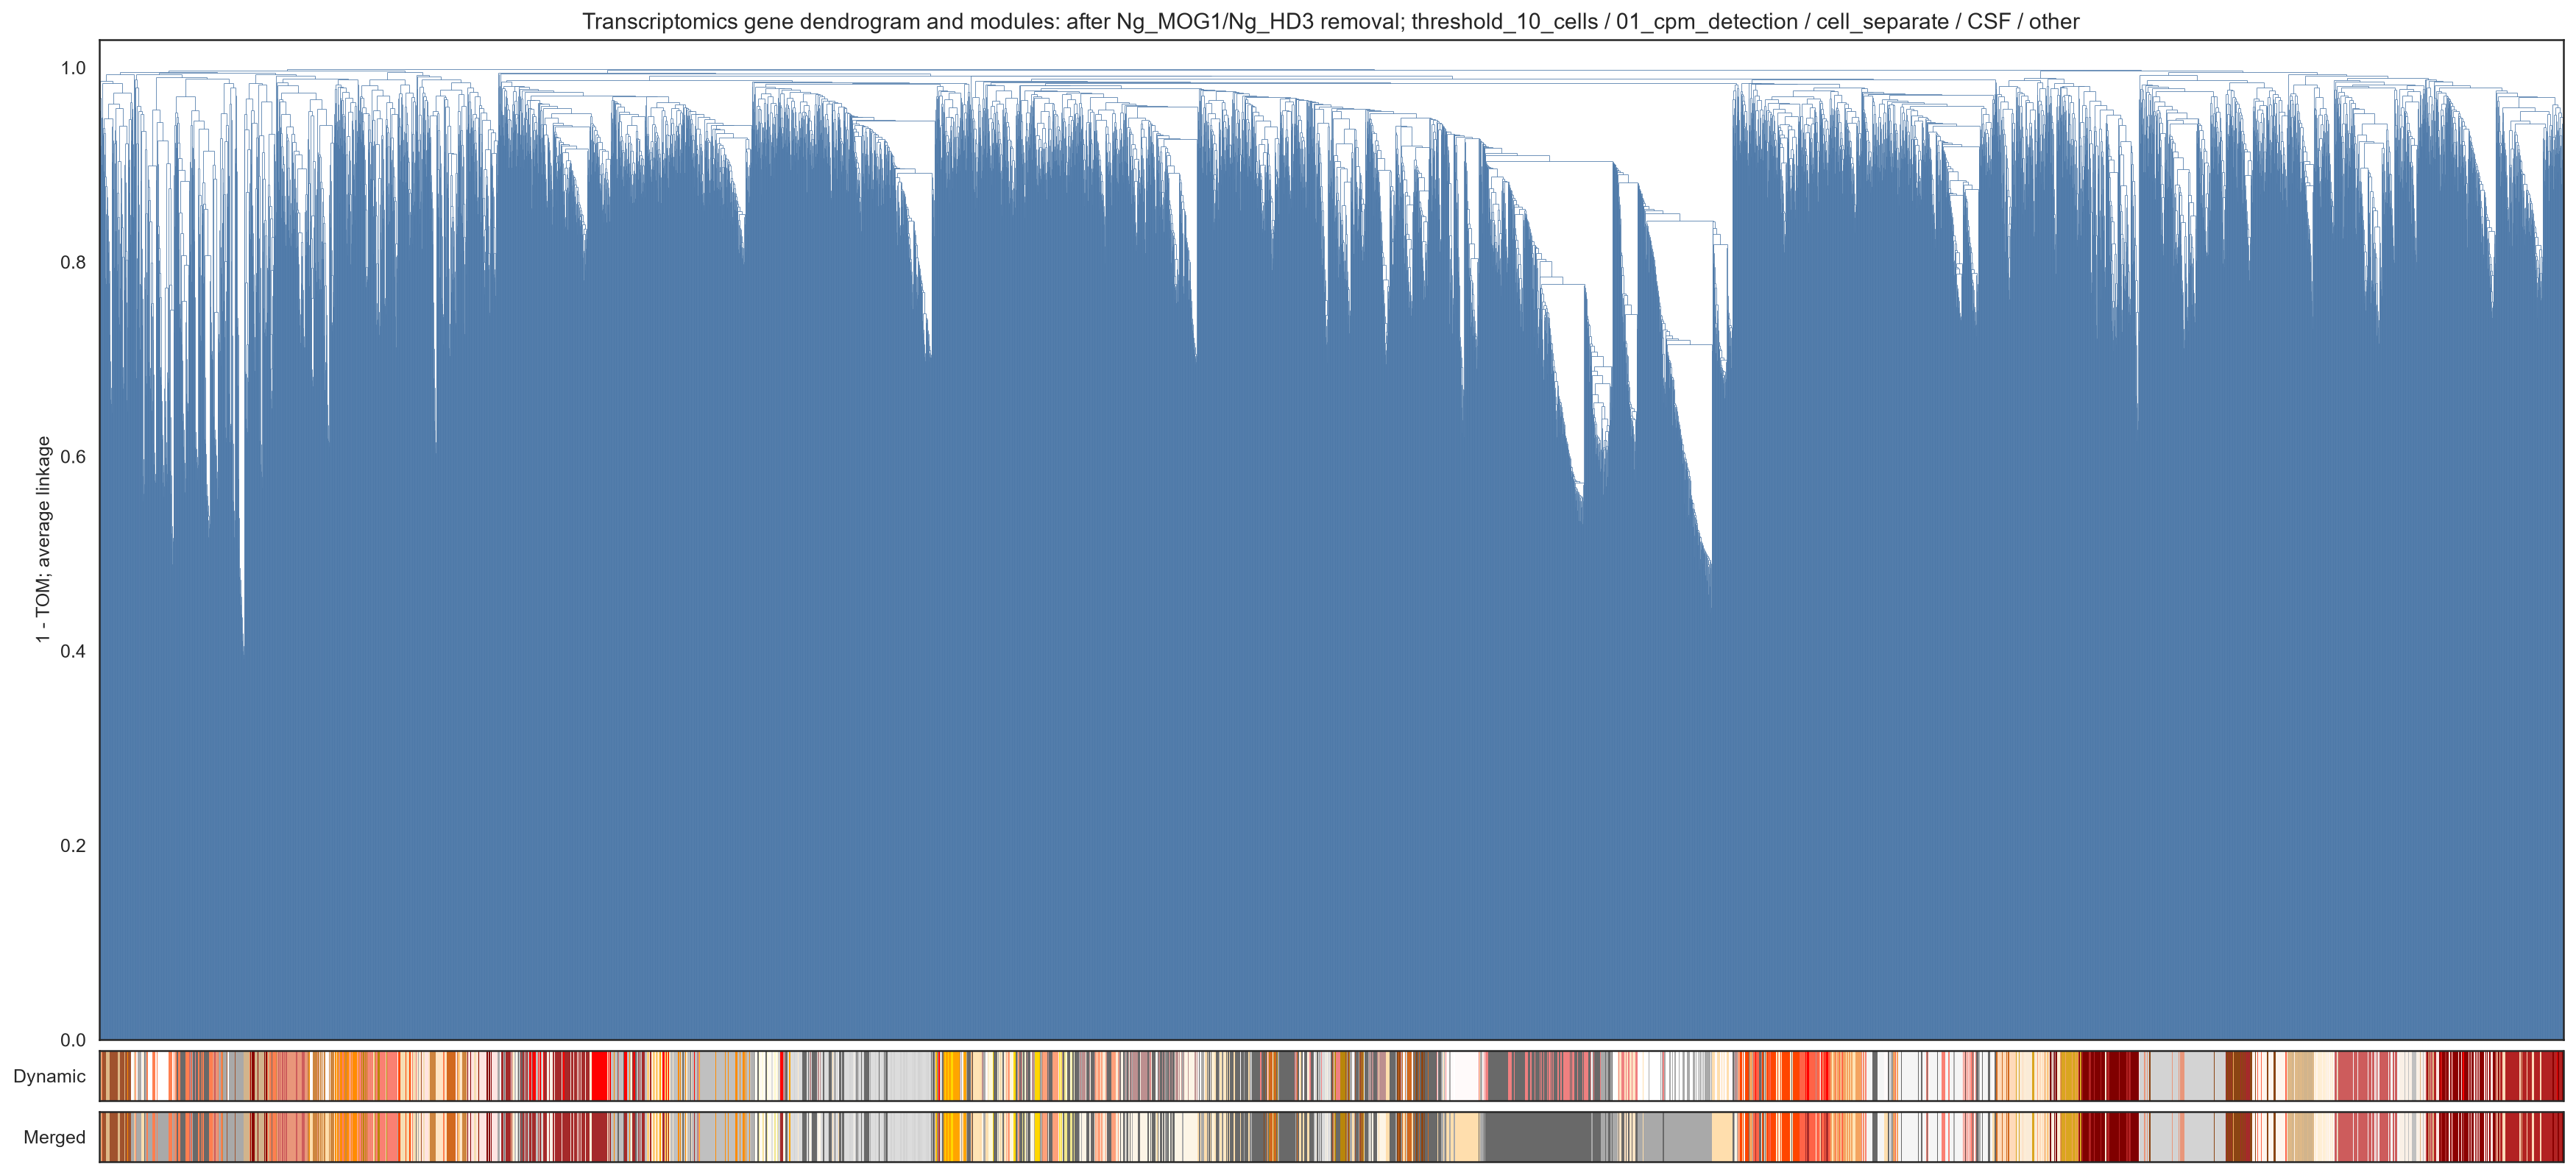 Transcriptomics gene dendrogram and modules: after Ng_MOG1/Ng_HD3 removal; threshold_10_cells / 01_cpm_detection / cell_separate / CSF / other
1.0
0.8
0.6
0.4
0.2
0.0
1 - TOM; average linkage
Dynamic
Merged